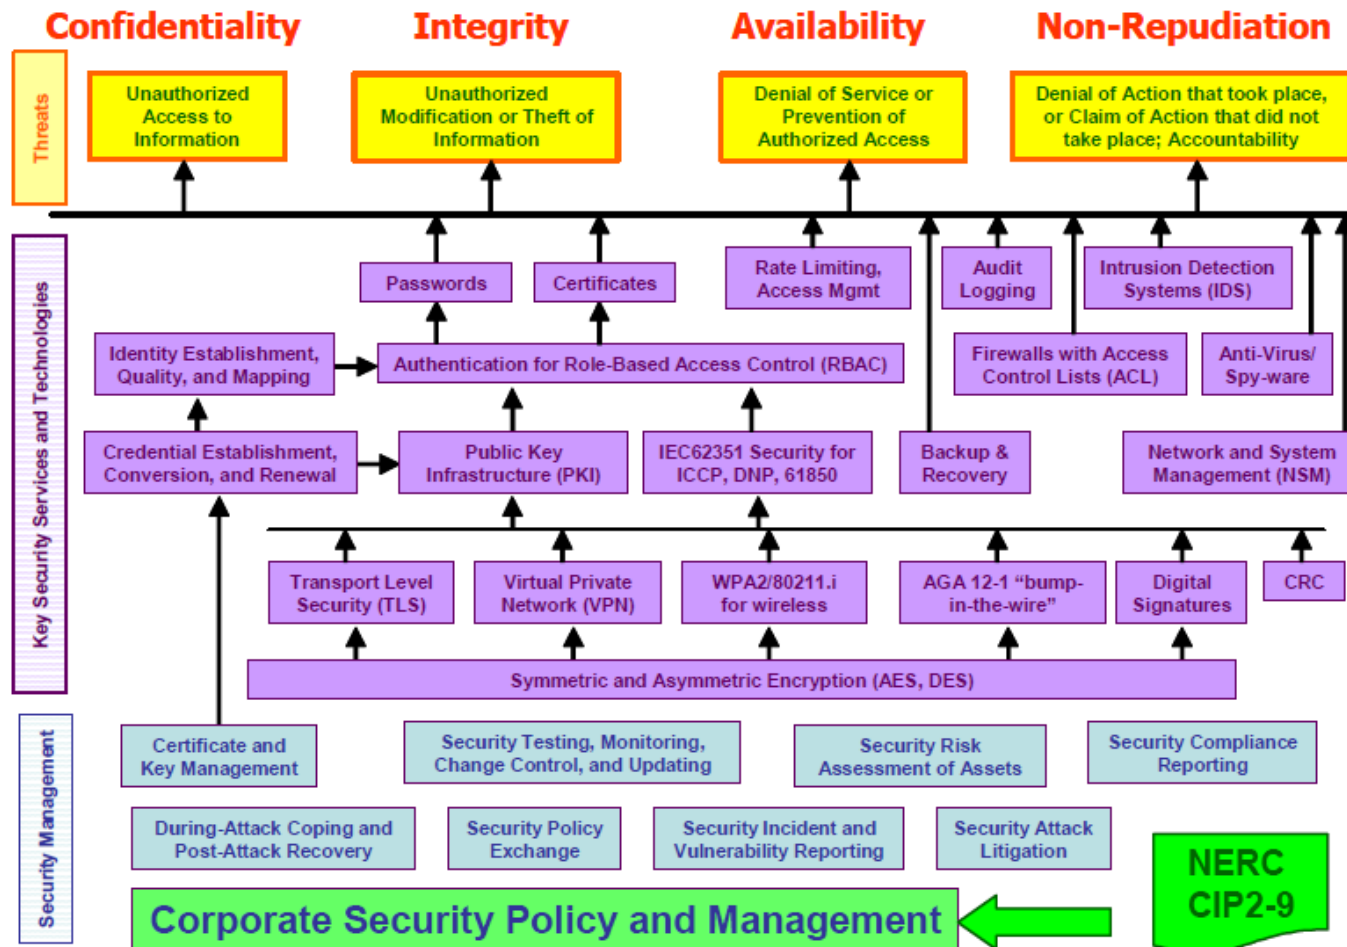 Confidentiality
Integrity
Availability
Non-Repudiation
Threats
Unauthorized
Access to
Information
Unauthorized
Modification or Theft of
Information
Denial of Service or
Prevention of
Authorized Access
Denial of Action that took place,
or Claim of Action that did not
take place; Accountability
Key Security Services and Technologies
Passwords
Certificates
Rate Limiting,
Access Mgmt
Audit
Logging
Intrusion Detection
Systems (IDS)
Identity Establishment,
Quality, and Mapping
Authentication for Role-Based Access Control (RBAC)
Firewalls with Access
Control Lists (ACL)
Anti-Virus/
Spy-ware
Credential Establishment,
Conversion, and Renewal
Public Key
Infrastructure (PKI)
IEC62351 Security for
ICCP, DNP, 61850
Backup &
Recovery
Network and System
Management (NSM)
Transport Level
Security (TLS)
Virtual Private
Network (VPN)
WPA2/80211.i
for wireless
AGA 12-1 “bump-
in-the-wire”
Digital
Signatures
CRC
Symmetric and Asymmetric Encryption (AES, DES)
Security Management
Certificate and
Key Management
Security Testing, Monitoring,
Change Control, and Updating
Security Risk
Assessment of Assets
Security Compliance
Reporting
During-Attack Coping and
Post-Attack Recovery
Security Policy
Exchange
Security Incident and
Vulnerability Reporting
Security Attack
Litigation
Corporate Security Policy and Management
NERC
CIP2-9